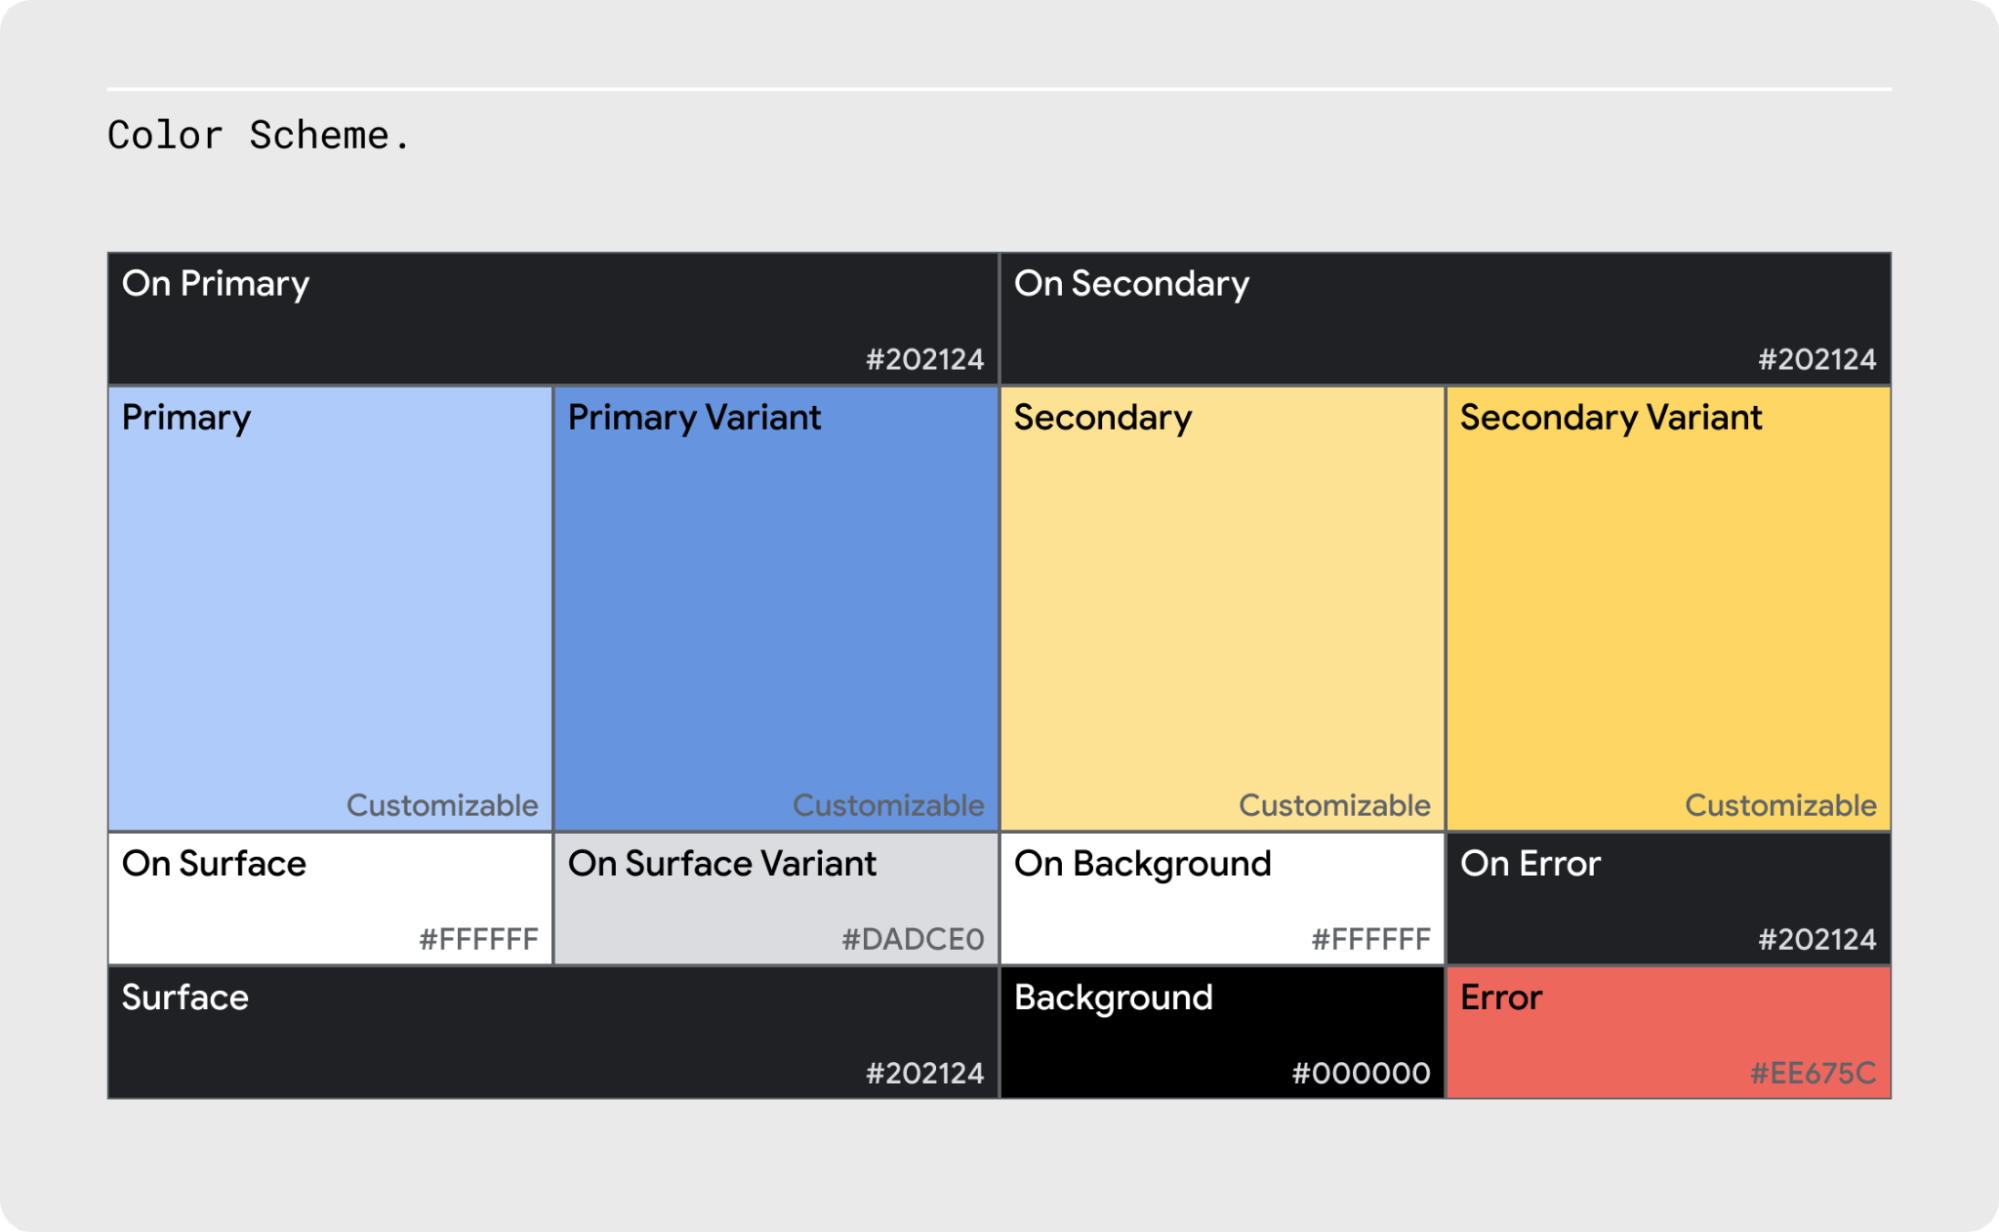 Color Scheme.
On Primary
#202124
On Secondary
#202124
Primary
Customizable
Primary Variant
Customizable
Secondary
Customizable
Secondary Variant
Customizable
On Surface
#FFFFFF
On Surface Variant
#DADCE0
On Background
#FFFFFF
On Error
#202124
Surface
#202124
Background
#000000
Error
#EE675C